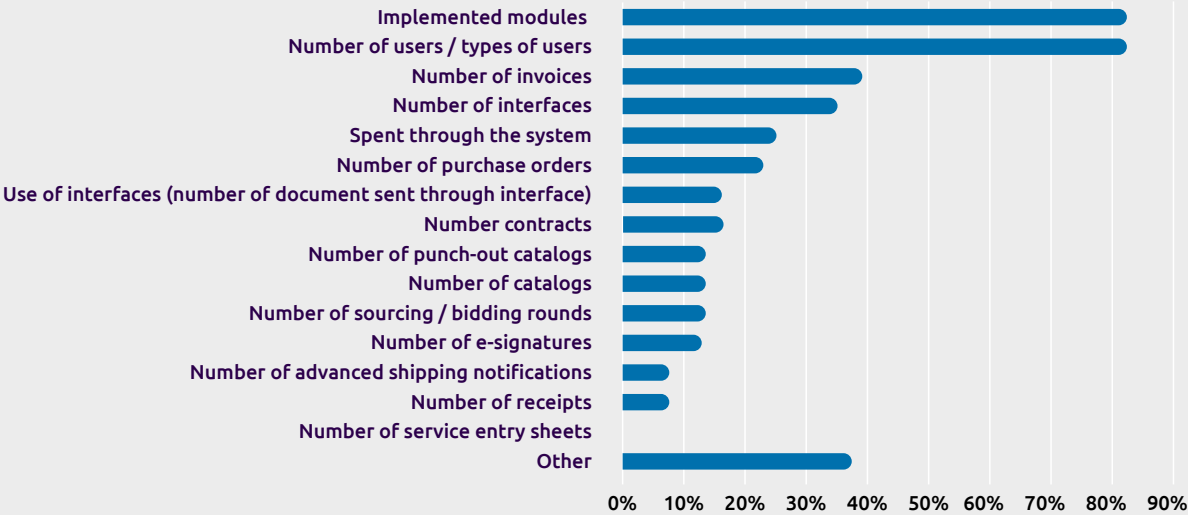 Implemented modules
Number of users / types of users
Number of invoices
Number of interfaces
Spent through the system
Number of purchase orders
Use of interfaces (number of document sent through interface)
Number contracts
Number of punch-out catalogs
Number of catalogs
Number of sourcing / bidding rounds
Number of e-signatures
Number of advanced shipping notifications
Number of receipts
Number of service entry sheets
Other
0% 10% 20% 30% 40% 50% 60% 70% 80% 90%